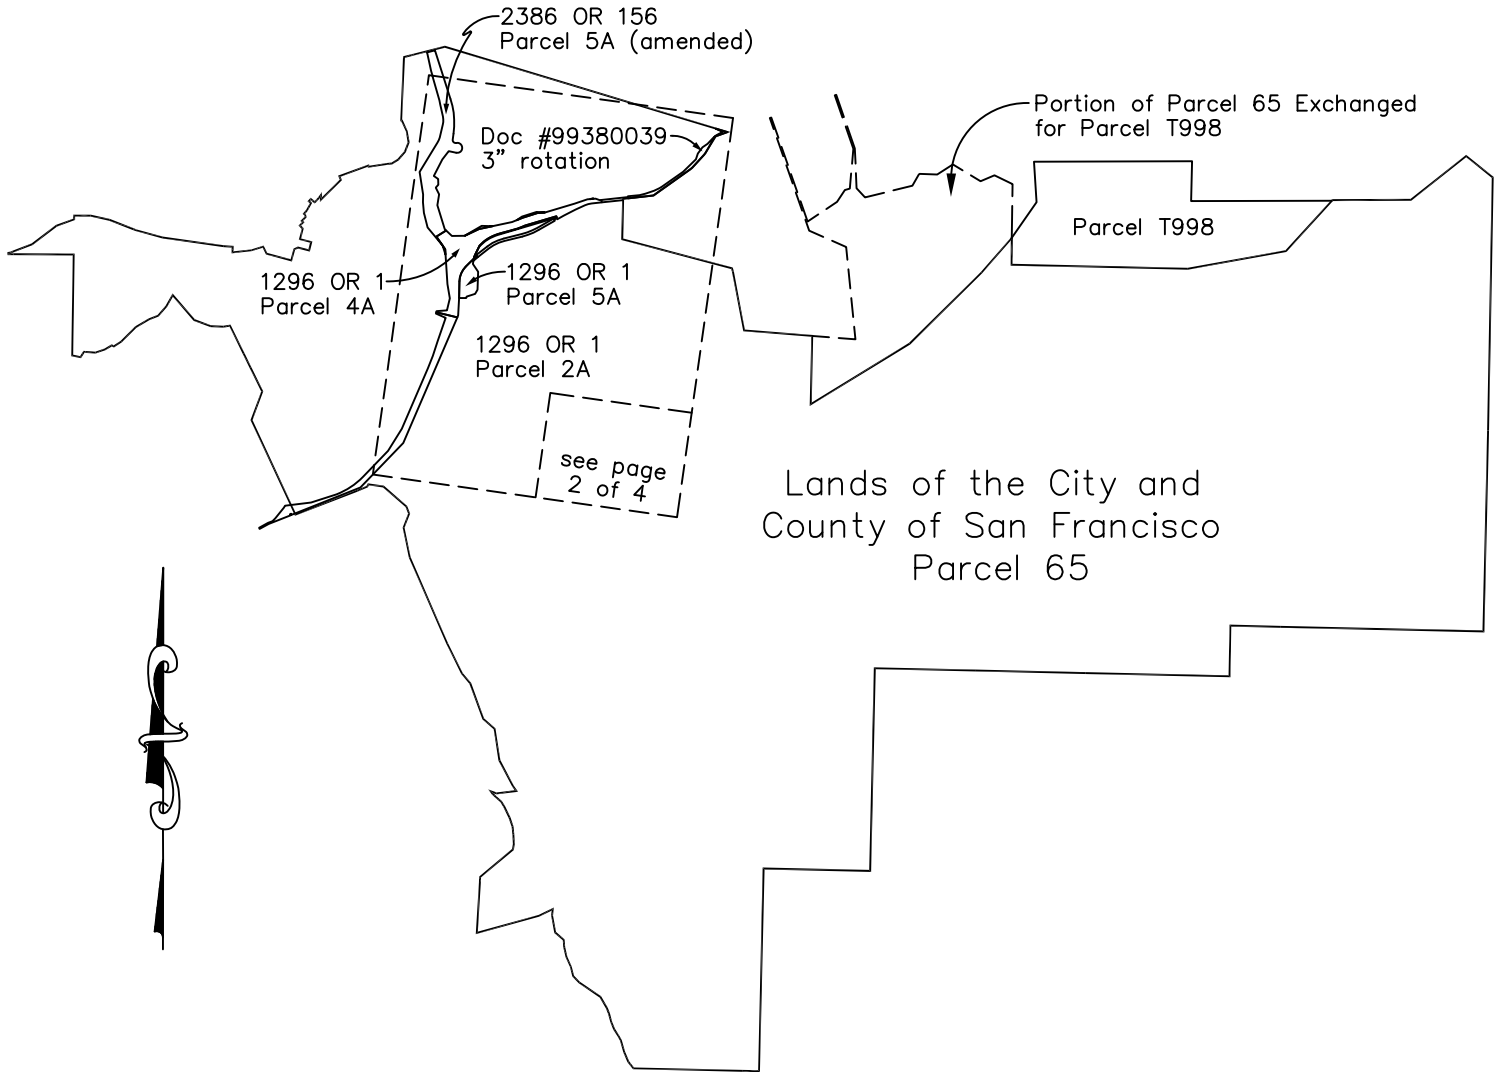 2386 OR 156
Parcel 5A (amended)
Portion of Parcel 65 Exchanged
for Parcel T998
Doc #99380039
3" rotation
Parcel T998
1296 OR 1
Parcel 4A
1296 OR 1
Parcel 5A
1296 OR 1
Parcel 2A
see page
2 of 4
Lands of the City and
County of San Francisco
Parcel 65